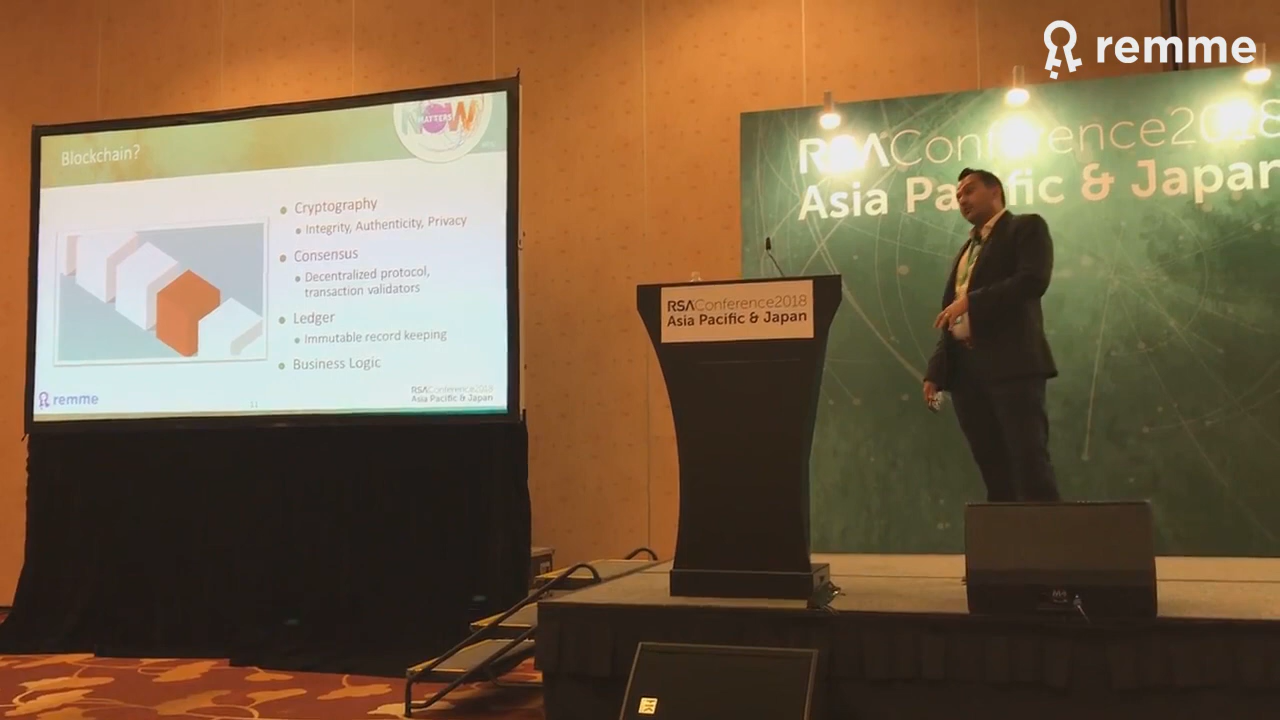 remme
NOW
MATTERS
Blockchain?
Cryptography
Integrity, Authenticity, Privacy
Consensus
Decentralized protocol,
transaction validators
Ledger
Immutable record keeping
Business Logic
remme
11
RSAConference2018
Asia Pacific & Japan
RSAConference2018
Asia Pacific & Japan
RSAConference2018
Asia Pacific & Japan